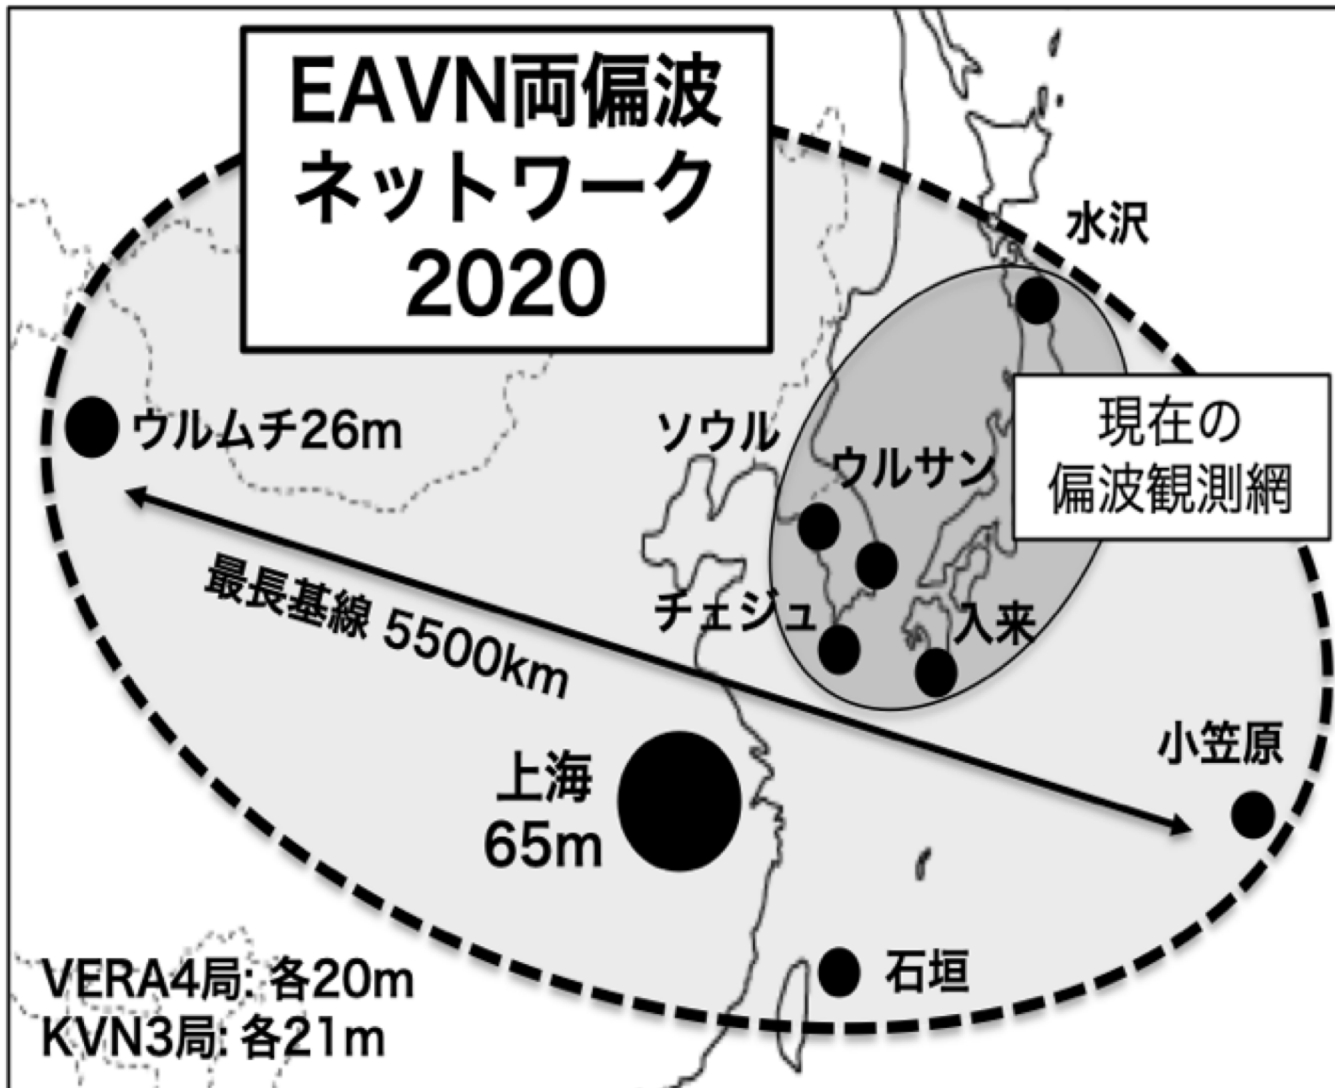 EAVN両偏波
ネットワーク
2020
水沢
現在の
偏波観測網
ウルムチ26m
ソウル
ウルサン
最長基線 5500km
チェジュ
入来
小笠原
上海
65m
石垣
VERA4局: 各20m
KVN3局: 各21m